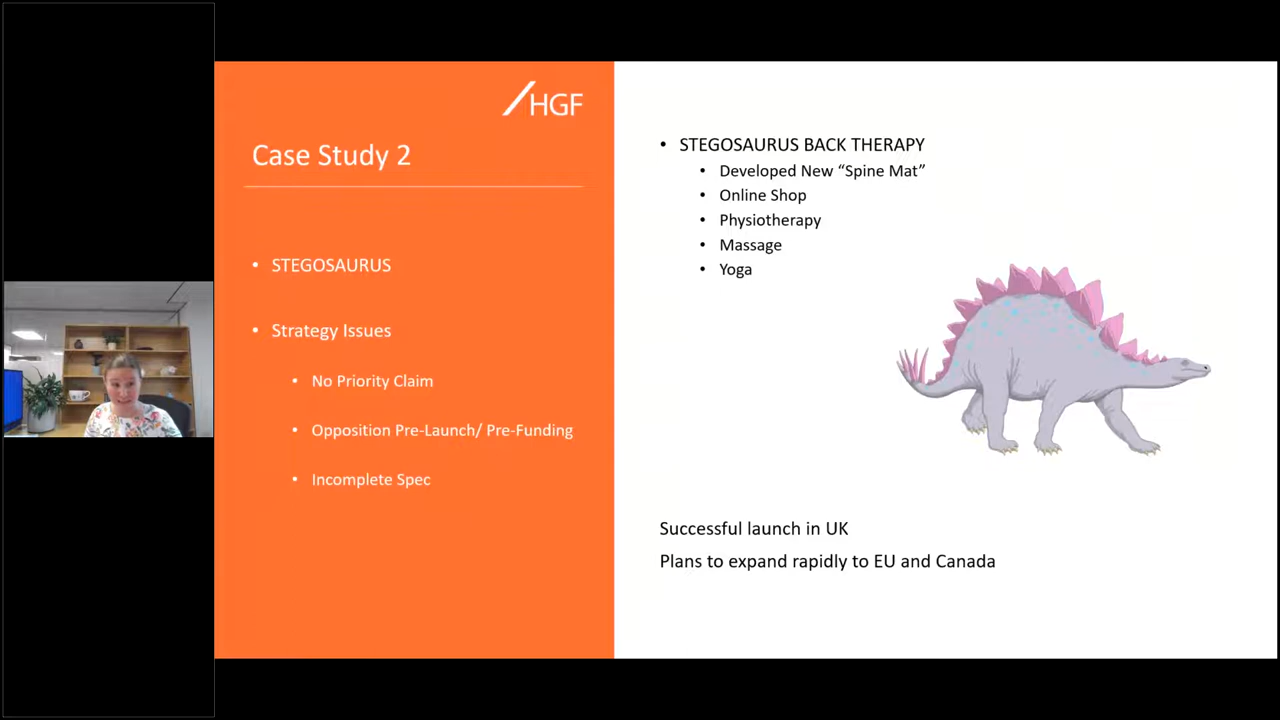 HGF
Case Study 2
• STEGOSAURUS
• Strategy Issues
• No Priority Claim
• Opposition Pre-Launch/ Pre-Funding
• Incomplete Spec
• STEGOSAURUS BACK THERAPY
• Developed New “Spine Mat”
• Online Shop
• Physiotherapy
• Massage
• Yoga
Successful launch in UK
Plans to expand rapidly to EU and Canada